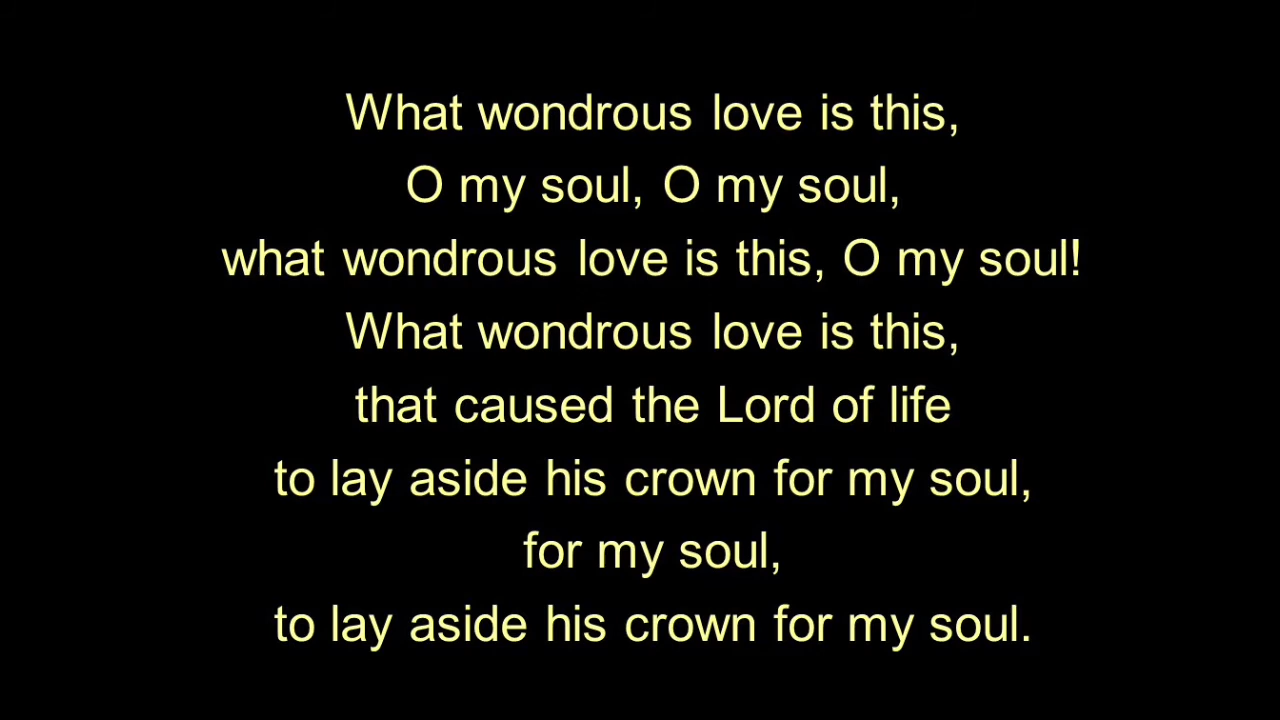 What wondrous love is this,
O my soul, O my soul,
what wondrous love is this, O my soul!
What wondrous love is this,
that caused the Lord of life
to lay aside his crown for my soul,
for my soul,
to lay aside his crown for my soul.